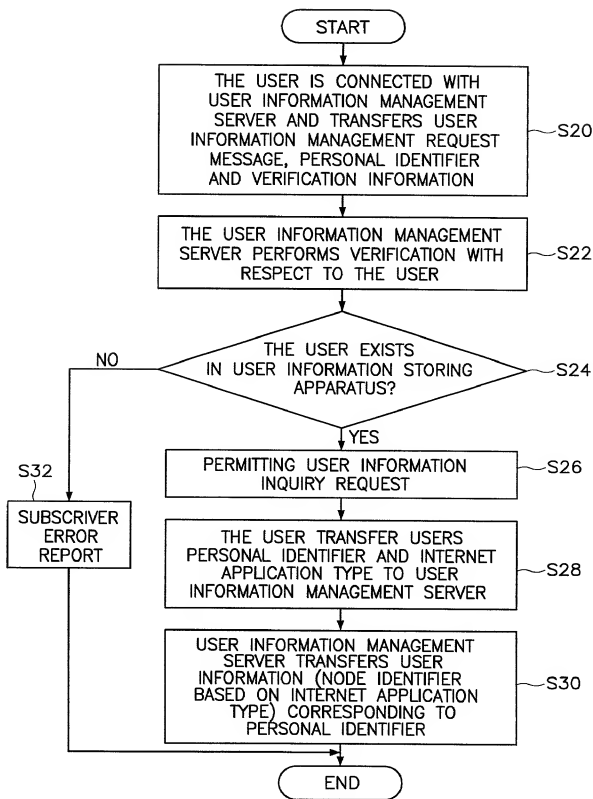 START
THE USER IS CONNECTED WITH
USER INFORMATION MANAGEMENT
SERVER AND TRANSFERS USER
INFORMATION MANAGEMENT REQUEST
MESSAGE, PERSONAL IDENTIFIER
AND VERIFICATION INFORMATION
S20
THE USER INFORMATION MANAGEMENT
SERVER PERFORMS VERIFICATION WITH
RESPECT TO THE USER
S22
THE USER EXISTS
IN USER INFORMATION STORING
APPARATUS?
S24
NO
YES
PERMITTING USER INFORMATION
INQUIRY REQUEST
S26
S32
SUBSCRIVER
ERROR
REPORT
THE USER TRANSFER USERS
PERSONAL IDENTIFIER AND INTERNET
APPLICATION TYPE TO USER
INFORMATION MANAGEMENT SERVER
S28
USER INFORMATION MANAGEMENT
SERVER TRANSFERS USER
INFORMATION (NODE IDENTIFIER
BASED ON INTERNET APPLICATION
TYPE) CORRESPONDING TO
PERSONAL IDENTIFIER
S30
END